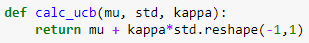 def calc_ucb(mu, std, kappa):
    return mu + kappa*std.reshape(-1,1)